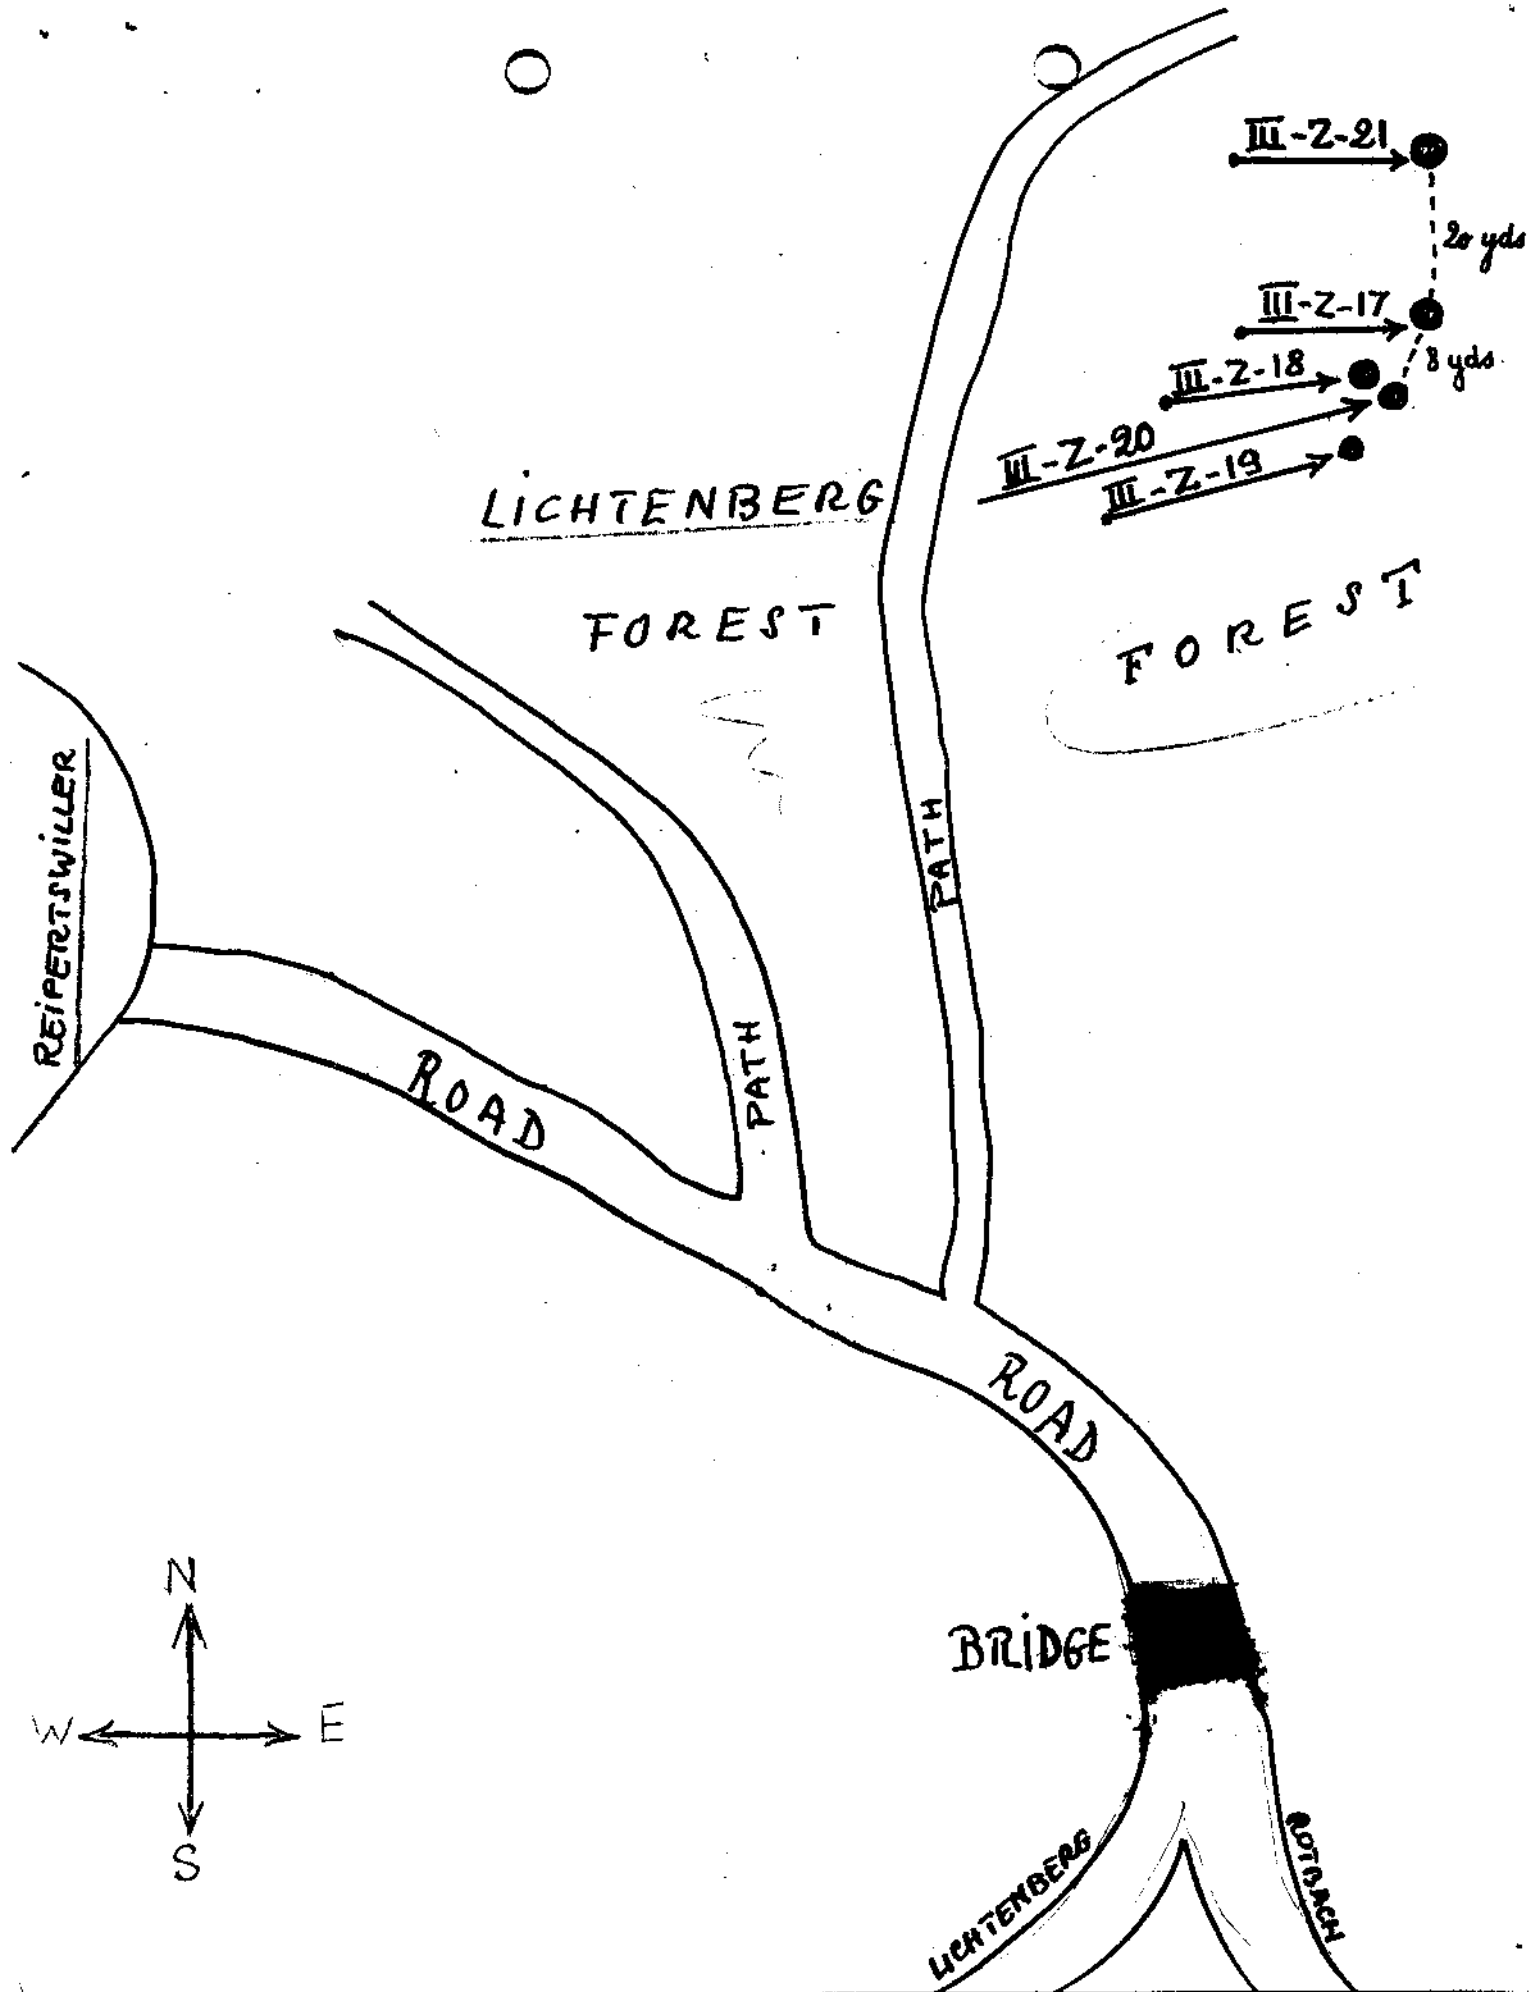 III-Z-21
20 yds
III-Z-17
8 yds.
III-Z-18
III-Z-20
III-Z-19
LiCHTENBERG
FOREST
FOREST
REiPERTSWiLLER
PATH
PATH
ROAD
ROAD
BRiDGE
N
W
E
S
LICHTENBERG
ROTBACH